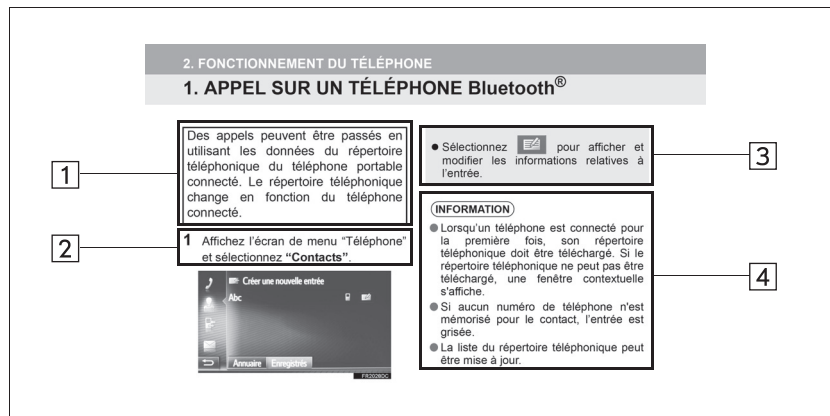 2. FONCTIONNEMENT DU TÉLÉPHONE
1. APPEL SUR UN TÉLÉPHONE Bluetooth®
1
Des appels peuvent être passés en
utilisant les données du répertoire
téléphonique du téléphone portable
connecté. Le répertoire téléphonique
change en fonction du téléphone
connecté.
2
1 Affichez l'écran de menu “Téléphone”
et sélectionnez “Contacts”.
Créer une nouvelle entrée
Abc
Annuaire Enregistrés
FR202BDC
● Sélectionnez pour afficher et
modifier les informations relatives à
l'entrée.
3
INFORMATION
● Lorsqu'un téléphone est connecté pour
la première fois, son répertoire
téléphonique doit être téléchargé. Si le
répertoire téléphonique ne peut pas être
téléchargé, une fenêtre contextuelle
s'affiche.
● Si aucun numéro de téléphone n'est
mémorisé pour le contact, l'entrée est
grisée.
● La liste du répertoire téléphonique peut
être mise à jour.
4